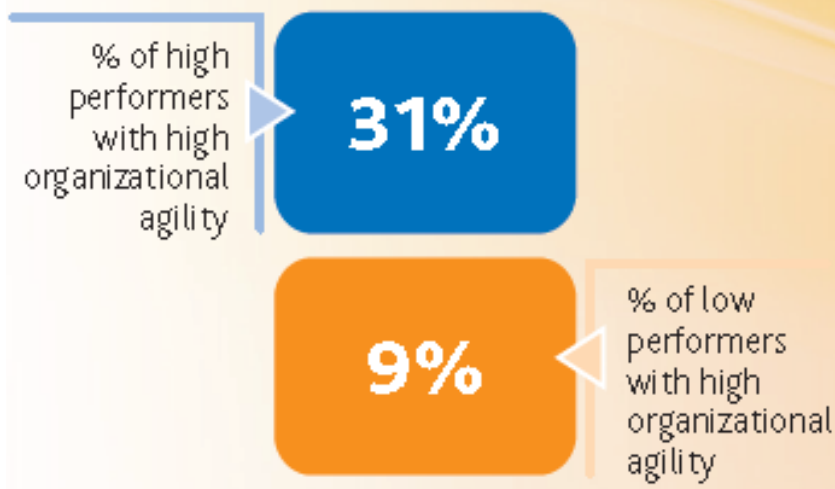 % of high
performers
with high
organizational
agility
31%
9%
% of low
performers
with high
organizational
agility